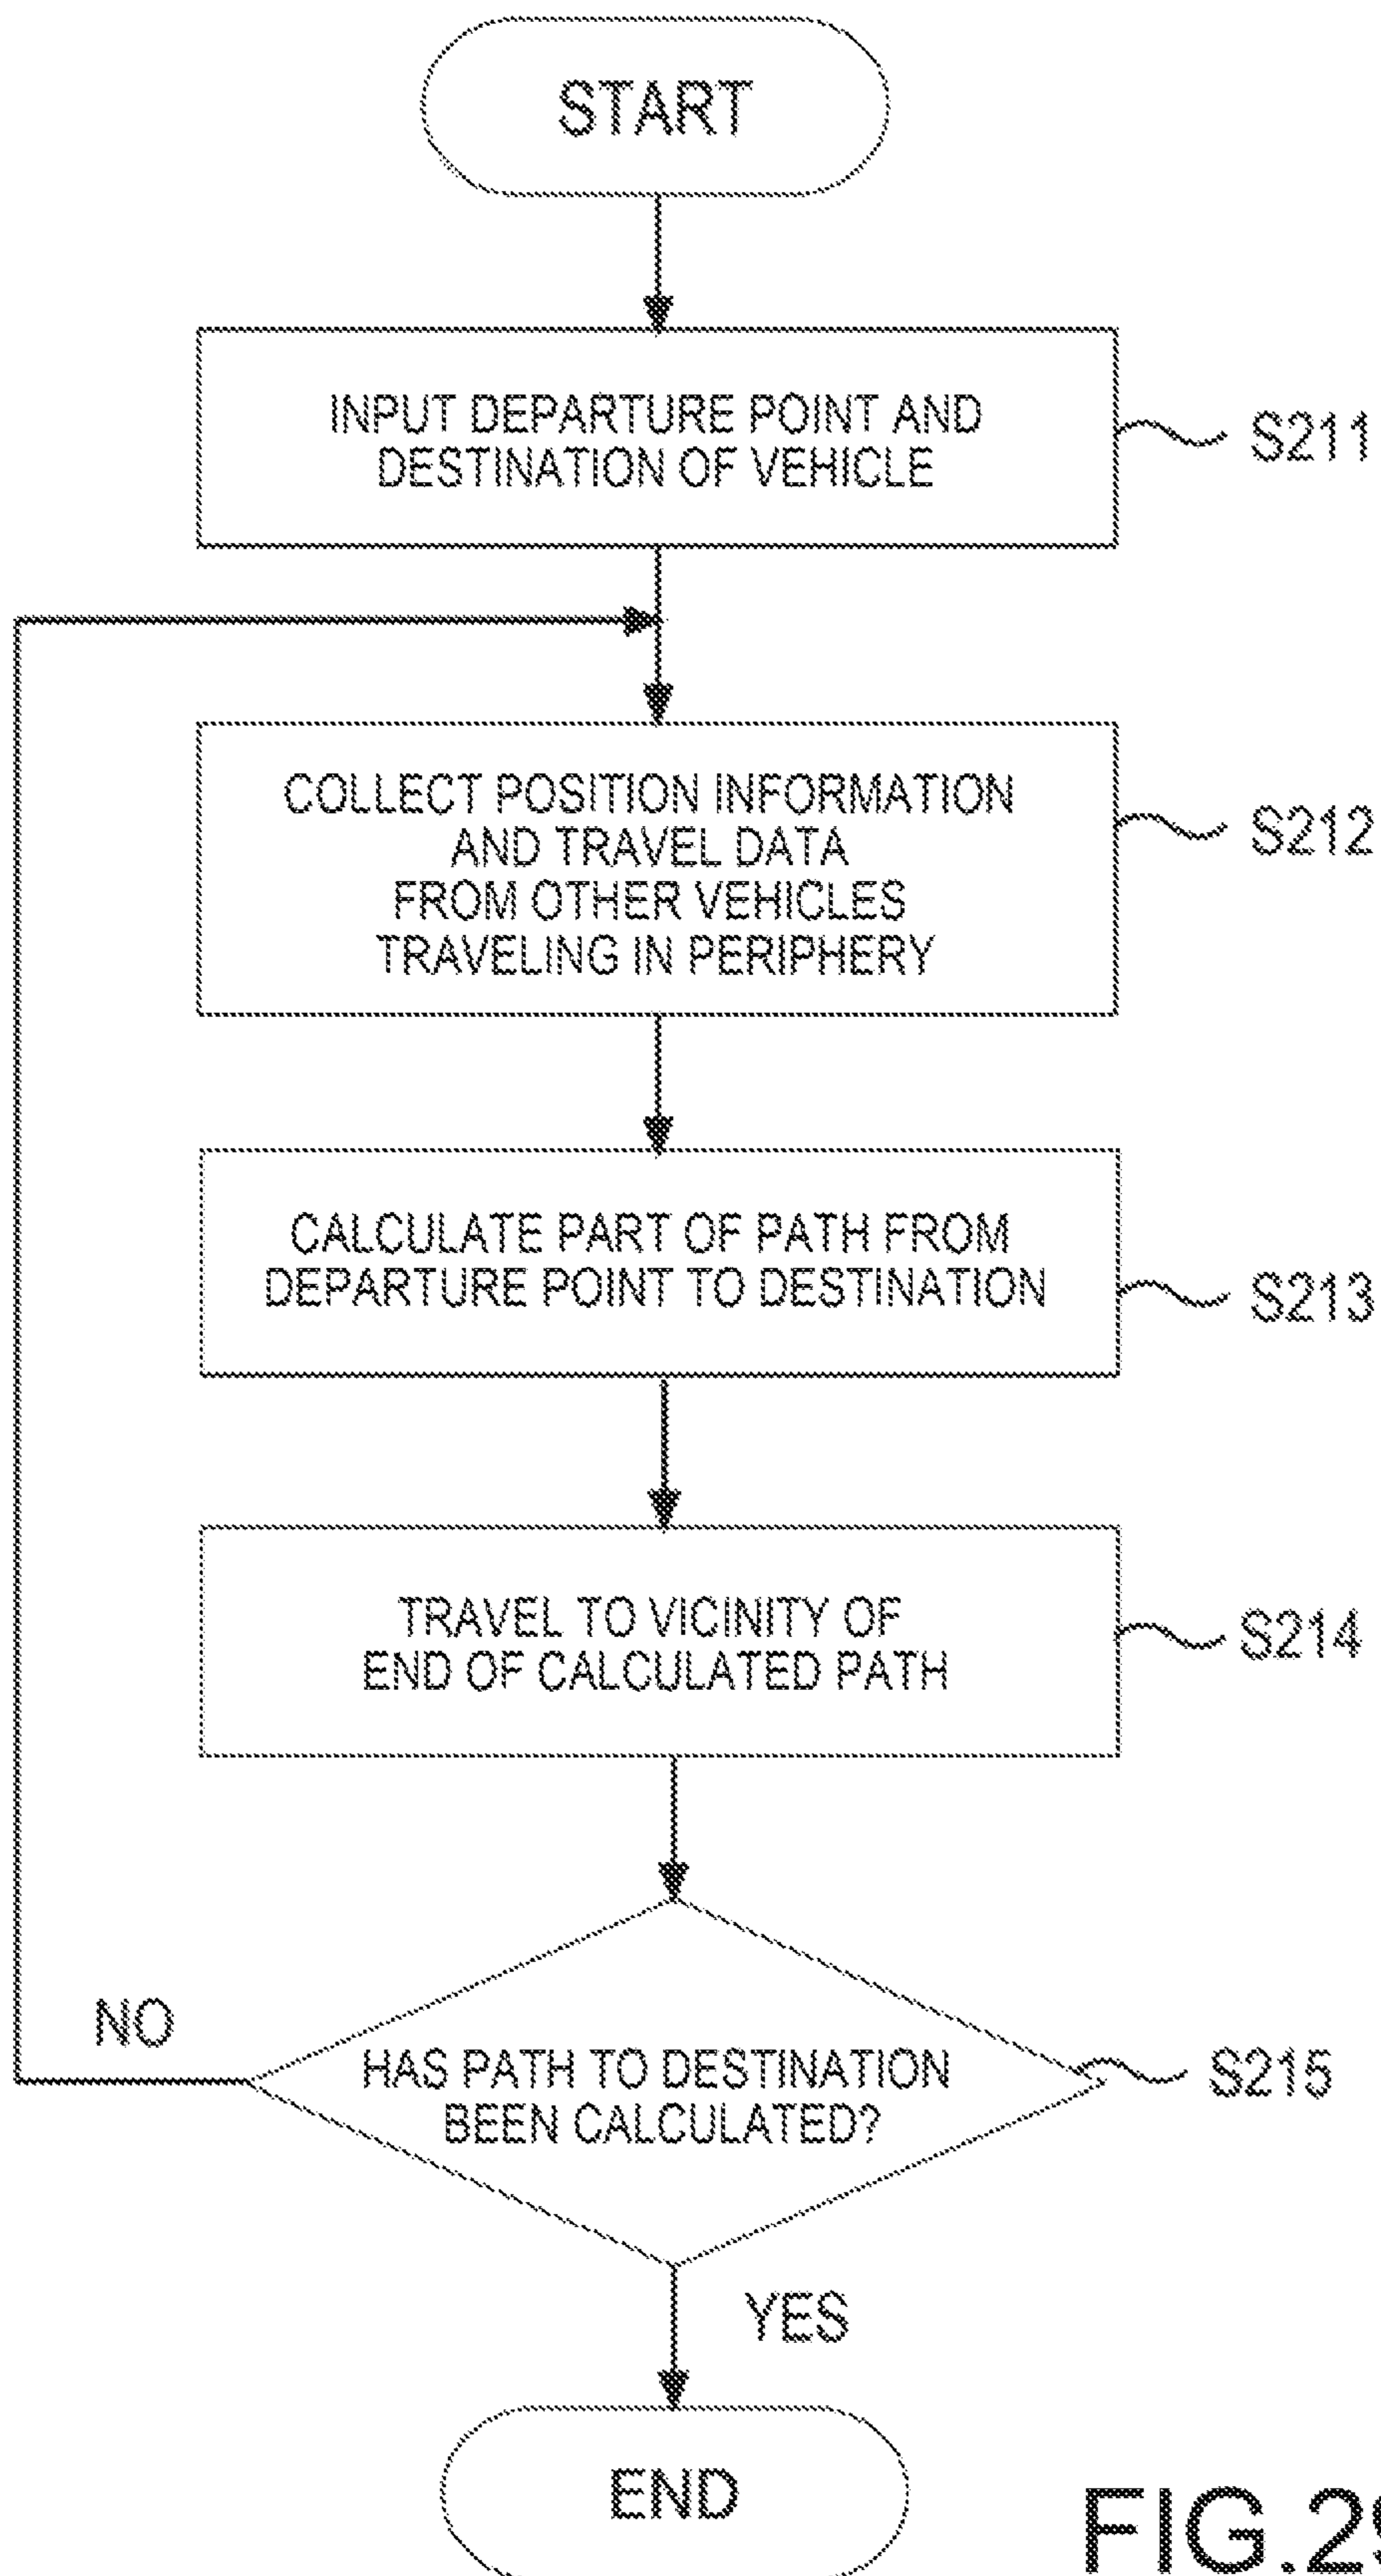 START
INPUT DEPARTURE POINT AND
DESTINATION OF VEHICLE
S211
COLLECT POSITION INFORMATION
AND TRAVEL DATA
FROM OTHER VEHICLES
TRAVELING IN PERIPHERY
S212
CALCULATE PART OF PATH FROM
DEPARTURE POINT TO DESTINATION
S213
TRAVEL TO VICINITY OF
END OF CALCULATED PATH
S214
NO
HAS PATH TO DESTINATION
BEEN CALCULATED?
S215
YES
END
FIG.29